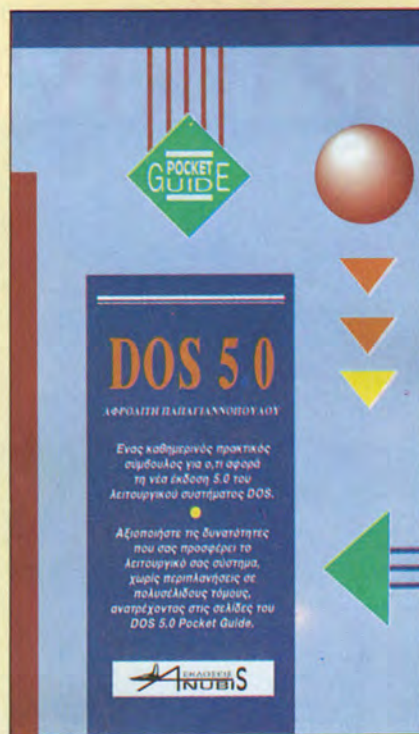 POCKET
GUIDE
DOS 5 0
ΑΦΡΟΔΙΤΗ ΠΑΠΑΓΙΑΝΝΟΠΟΥΛΟΥ
Ενας καθημερινός πρακτικός
σύμβουλος για ο,τι αφορά
τη νέα έκδοση 5.0 του
λειτουργικού συστήματος DOS.
Αξιοποιήστε τις δυνατότητες
που σας προσφέρει το
λειτουργικό σας σύστημα,
χωρίς περιπλανήσεις σε
πολυσέλιδους τόμους,
ανατρέχοντας στις σελίδες του
DOS 5.0 Pocket Guide.
ΕΚΔΟΣΕΙΣ
ANUBIS